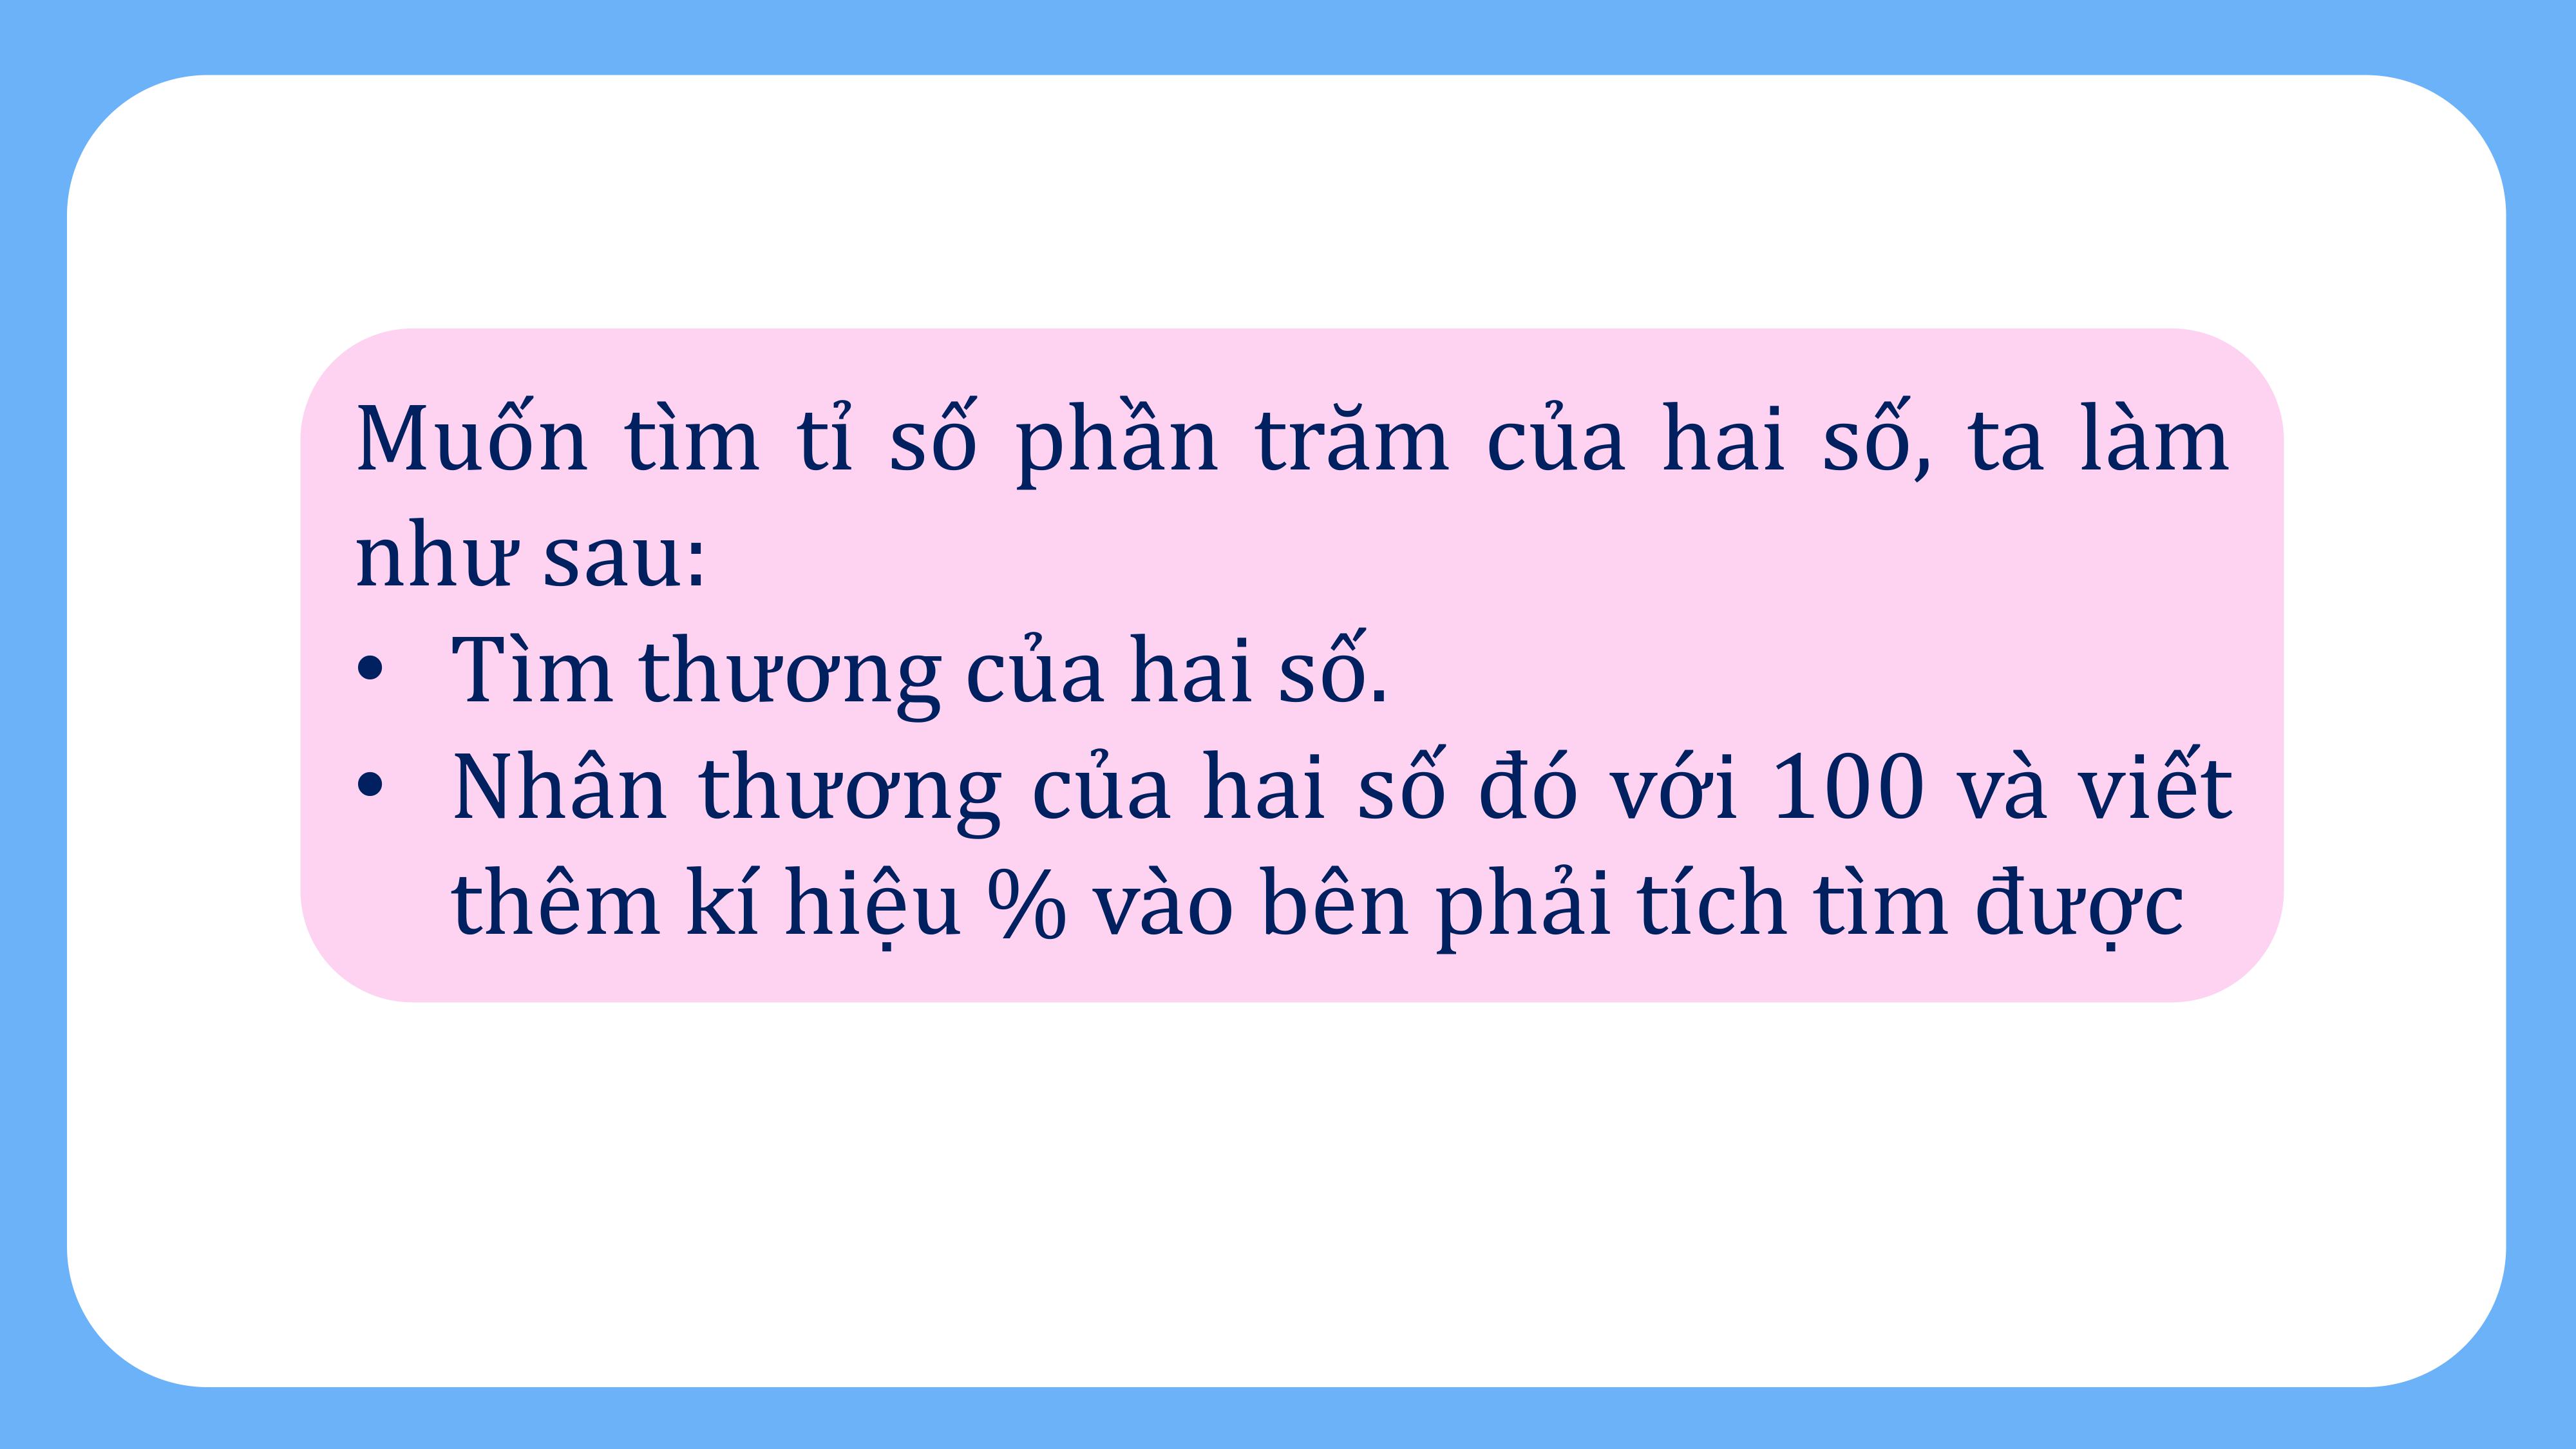 Muốn tìm tỉ số phần trăm của hai số, ta làm
như sau:
• Tìm thương của hai số.
• Nhân thương của hai số đó với 100 và viết
thêm kí hiệu % vào bên phải tích tìm được